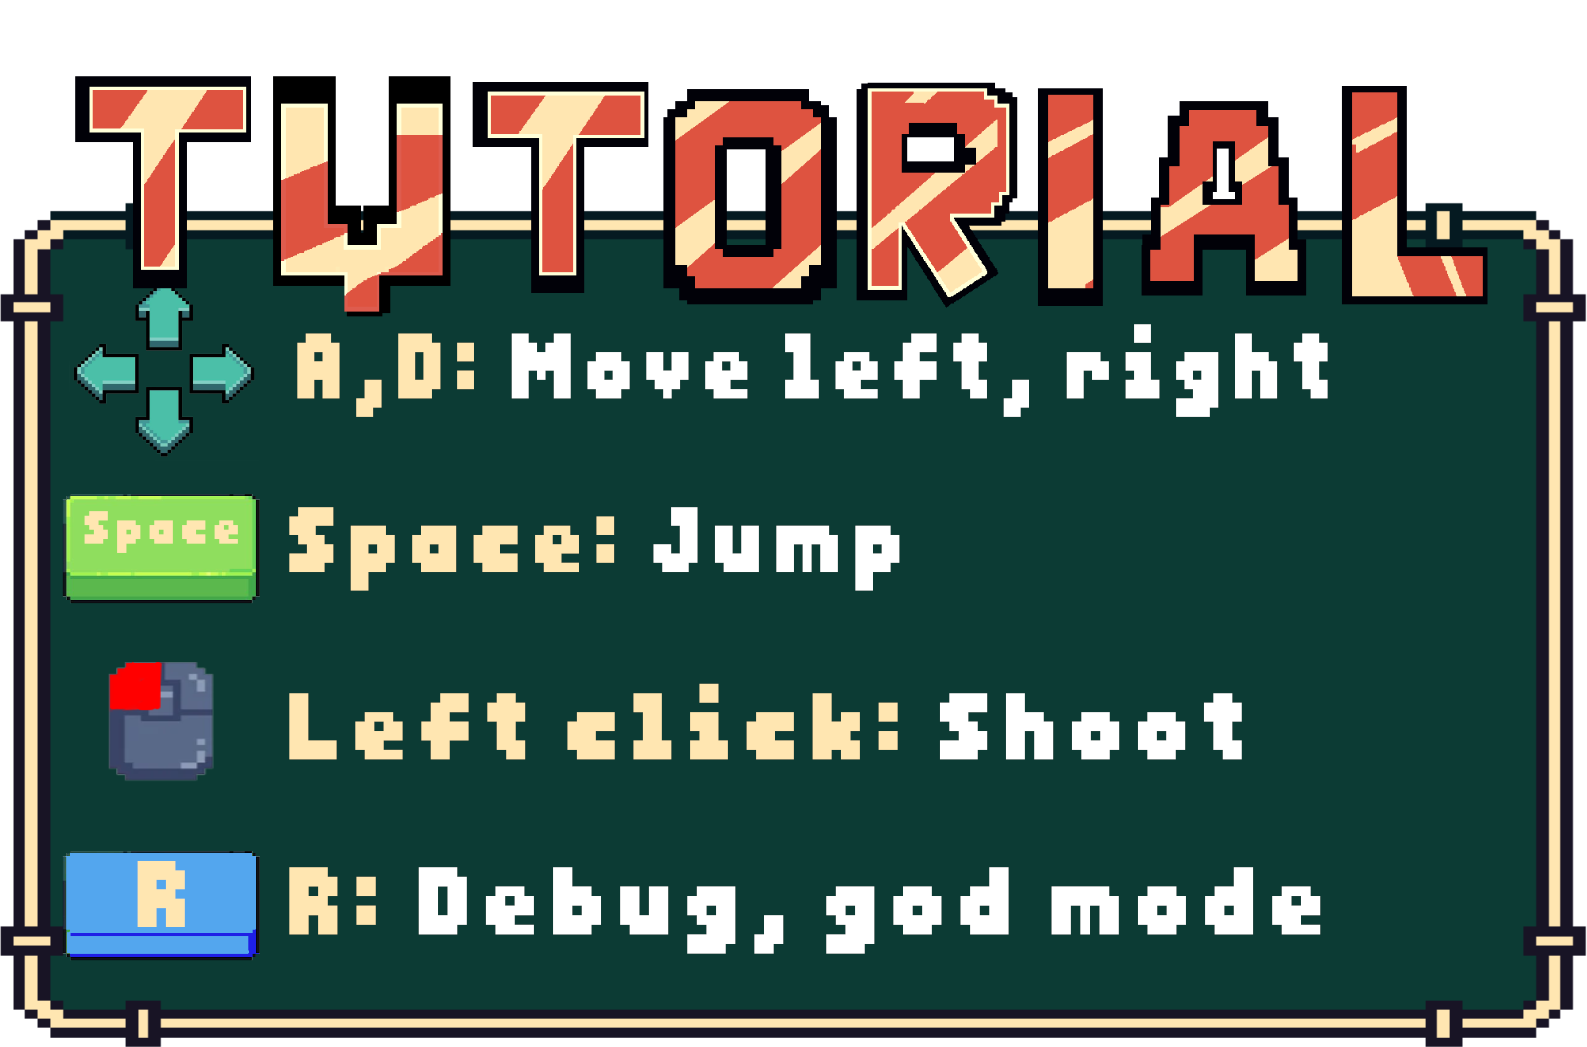 TUTORIAL
A,D: Move left, right
Space
Space: Jump
Left click: Shoot
R
R: Debug, god mode